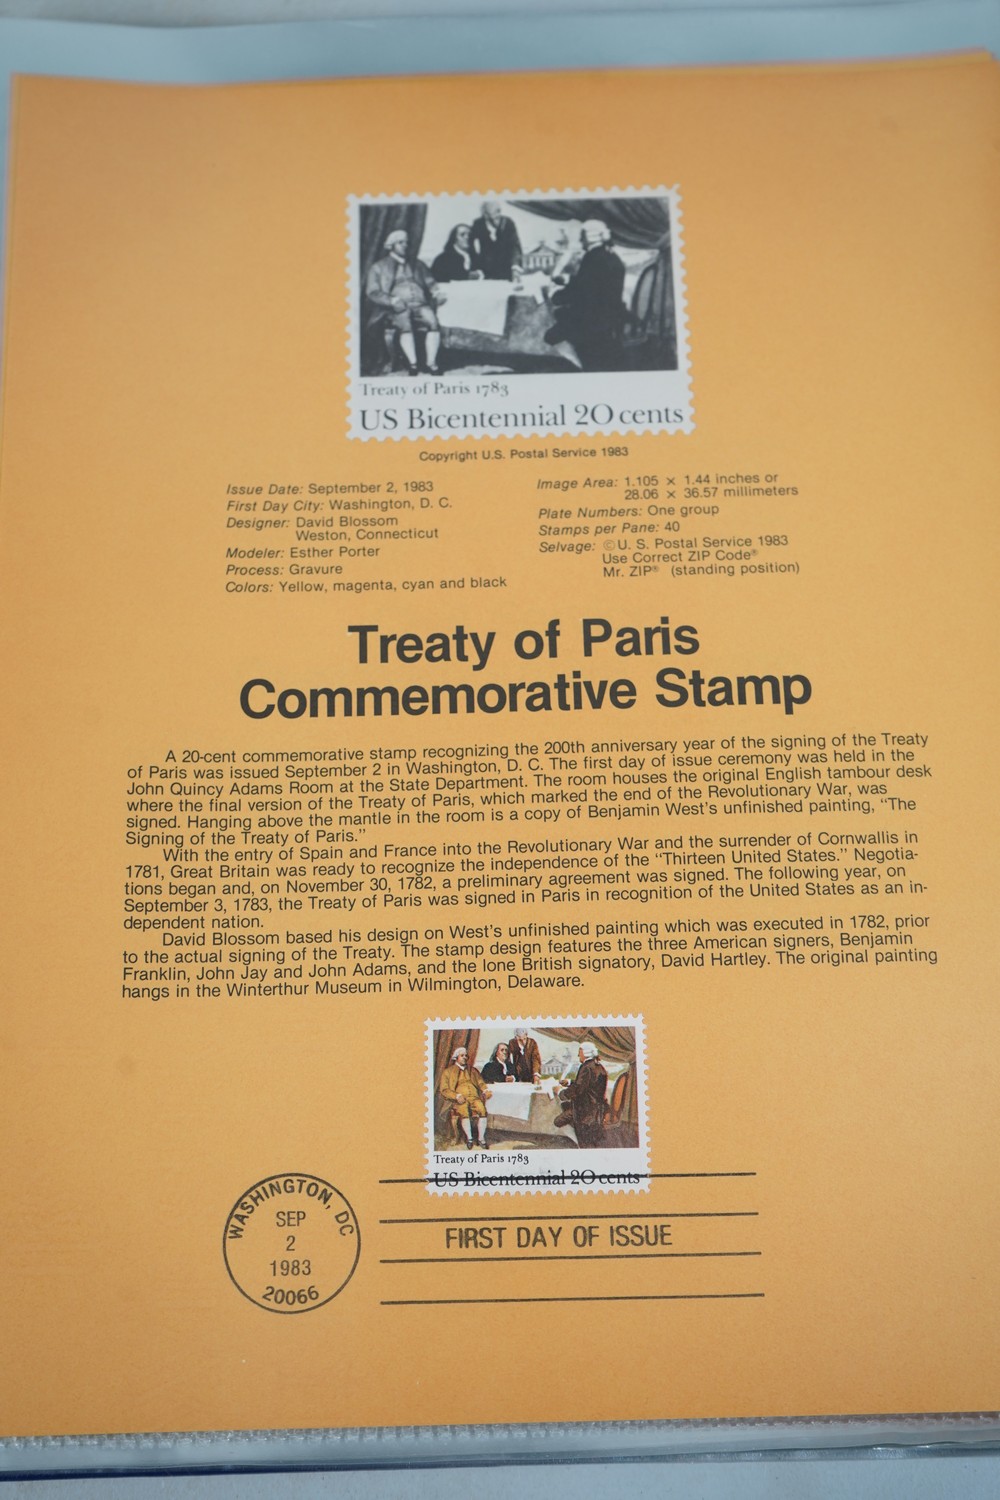 Treaty of Paris 1783
US Bicentennial 20 cents
Copyright U.S. Postal Service 1983
Issue Date: September 2, 1983
First Day City: Washington, D. C.
Designer: David Blossom
Weston, Connecticut
Modeler: Esther Porter
Process: Gravure
Colors: Yellow, magenta, cyan and black
Image Area: 1.105 × 1.44 inches or
28.06 × 36.57 millimeters
Plate Numbers: One group
Stamps per Pane: 40
Selvage: ©U. S. Postal Service 1983
Use Correct ZIP Code®
Mr. ZIP® (standing position)
Treaty of Paris
Commemorative Stamp
A 20-cent commemorative stamp recognizing the 200th anniversary year of the signing of the Treaty
of Paris was issued September 2 in Washington, D. C. The first day of issue ceremony was held in the
John Quincy Adams Room at the State Department. The room houses the original English tambour desk
where the final version of the Treaty of Paris, which marked the end of the Revolutionary War, was
signed. Hanging above the mantle in the room is a copy of Benjamin West's unfinished painting, "The
Signing of the Treaty of Paris."
With the entry of Spain and France into the Revolutionary War and the surrender of Cornwallis in
1781, Great Britain was ready to recognize the independence of the "Thirteen United States." Negotia-
tions began and, on November 30, 1782, a preliminary agreement was signed. The following year, on
September 3, 1783, the Treaty of Paris was signed in Paris in recognition of the United States as an in-
dependent nation.
David Blossom based his design on West's unfinished painting which was executed in 1782, prior
to the actual signing of the Treaty. The stamp design features the three American signers, Benjamin
Franklin, John Jay and John Adams, and the lone British signatory, David Hartley. The original painting
hangs in the Winterthur Museum in Wilmington, Delaware.
Treaty of Paris 1783
US Bicentennial 20 cents
WASHINGTON, DC
SEP
2
1983
20066
FIRST DAY OF ISSUE